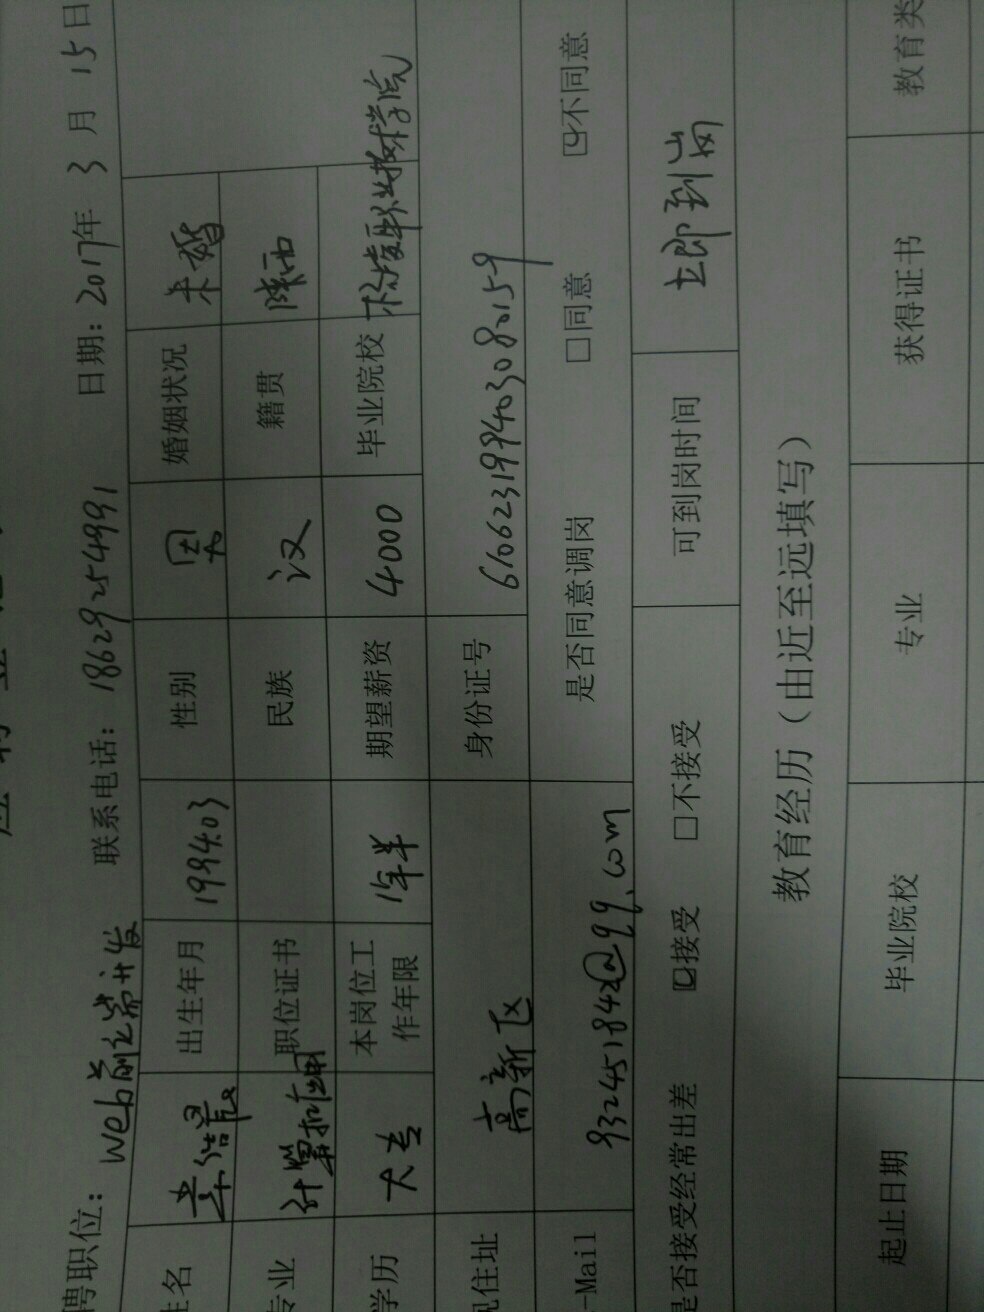 聘职位：web前端开发 联系电话：18629254991 日期：2017年 3 月 15 日
姓名 出生年月 1994.03 性别 男 婚姻状况 未婚
专业 计算机应用 职位证书 民族 汉 籍贯 陕西
学历 大专 本岗位工作年限 1年半 期望薪资 4000 毕业院校 杨凌职业技术学院
现住址 高新区 身份证号 610623199403080159
-Mail 932451842@qq.com 是否同意调岗 □同意 ☑不同意
是否接受经常出差 ☑接受 □不接受 可到岗时间 立即到岗
教育经历（由近至远填写）
起止日期 毕业院校 专业 获得证书 教育类